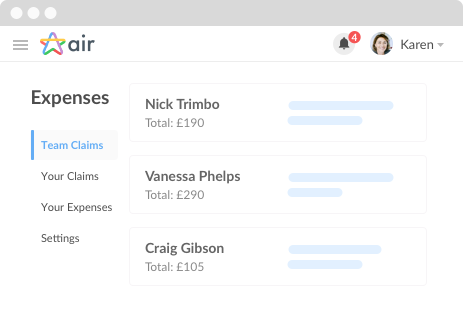 air
4
Karen
Expenses
Team Claims
Your Claims
Your Expenses
Settings
Nick Trimbo
Total: £190
Vanessa Phelps
Total: £290
Craig Gibson
Total: £105